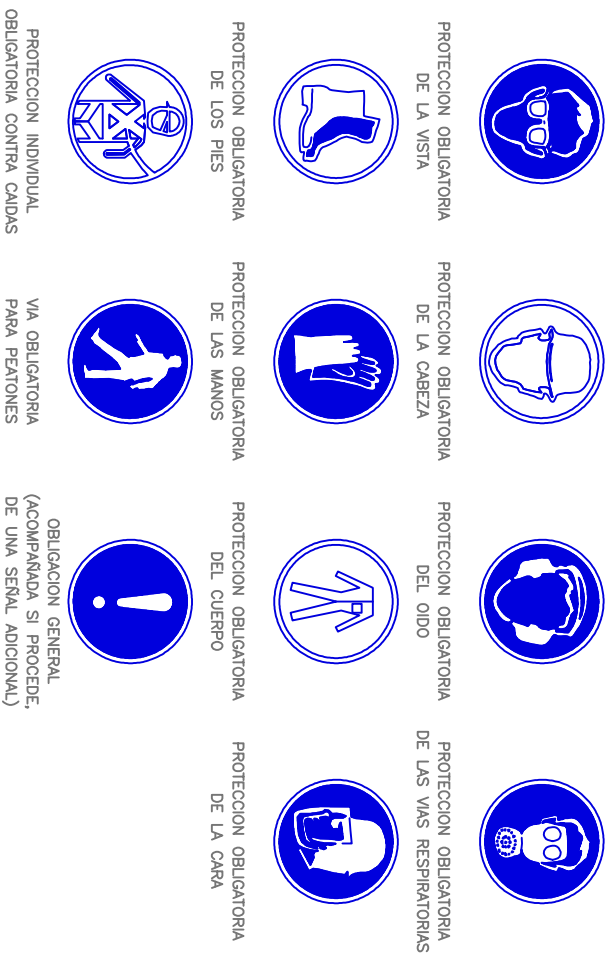 PROTECCION OBLIGATORIA
DE LA VISTA
PROTECCION OBLIGATORIA
DE LA CABEZA
PROTECCION OBLIGATORIA
DEL OIDO
PROTECCION OBLIGATORIA
DE LAS VIAS RESPIRATORIAS
PROTECCION OBLIGATORIA
DE LOS PIES
PROTECCION OBLIGATORIA
DE LAS MANOS
PROTECCION OBLIGATORIA
DEL CUERPO
PROTECCION OBLIGATORIA
DE LA CARA
PROTECCION INDIVIDUAL
OBLIGATORIA CONTRA CAIDAS
VIA OBLIGATORIA
PARA PEATONES
OBLIGACION GENERAL
(ACOMPAÑADA SI PROCEDE,
DE UNA SEÑAL ADICIONAL)